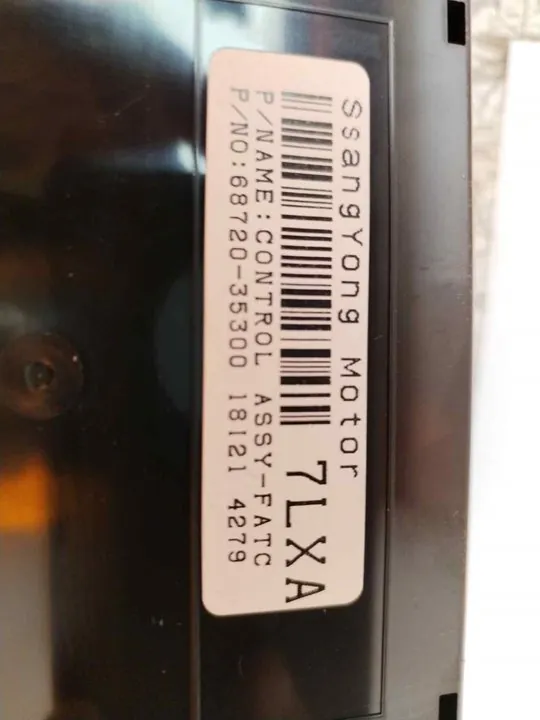 SsangYong Motor
7LXA
P/NAME:CONTROL ASSY-FATC
P/NO:68720-35300 18121 4279